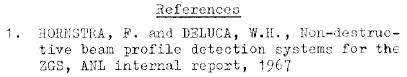 References
1. HORNSTRA, F. and DELUCA, W.H., Non-destruc-
tive beam profile detection systems for the
ZGS, ANL internal report, 1967